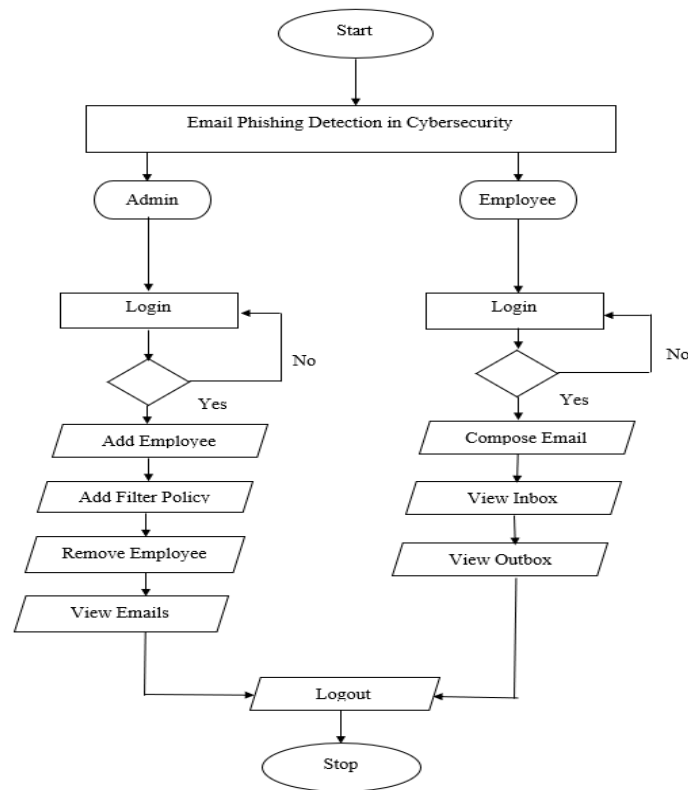 Start
Email Phishing Detection in Cybersecurity
Admin
Employee
Login
Login
No
No
Yes
Yes
Add Employee
Compose Email
Add Filter Policy
View Inbox
Remove Employee
View Outbox
View Emails
Logout
Stop